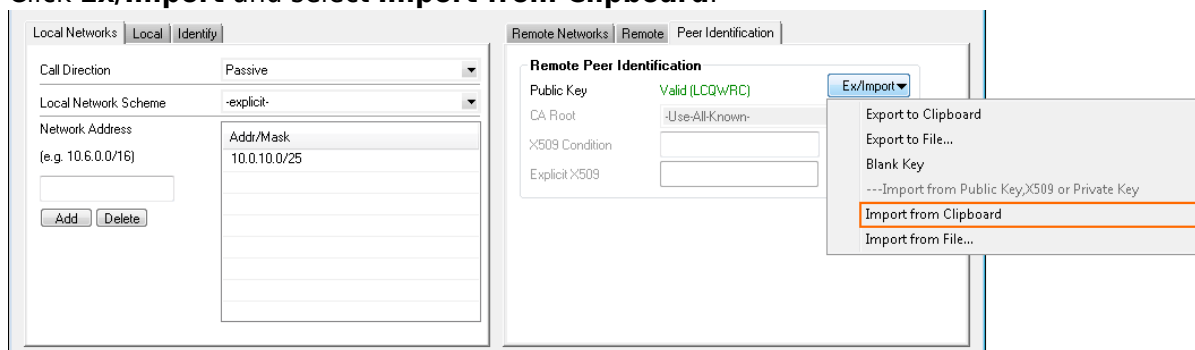 Click Ex/Import and select Import from Clipboard.
Local Networks Local Identify
Call Direction Passive
Local Network Scheme -explicit-
Network Address
(e.g. 10.6.0.0/16)
Addr/Mask
10.0.10.0/25
Add Delete
Remote Networks Remote Peer Identification
Remote Peer Identification
Public Key Valid (LCQWRC) Ex/Import
CA Root -Use-All-Known-
X509 Condition
Explicit X509
Export to Clipboard
Export to File...
Blank Key
---Import from Public Key,X509 or Private Key
Import from Clipboard
Import from File...